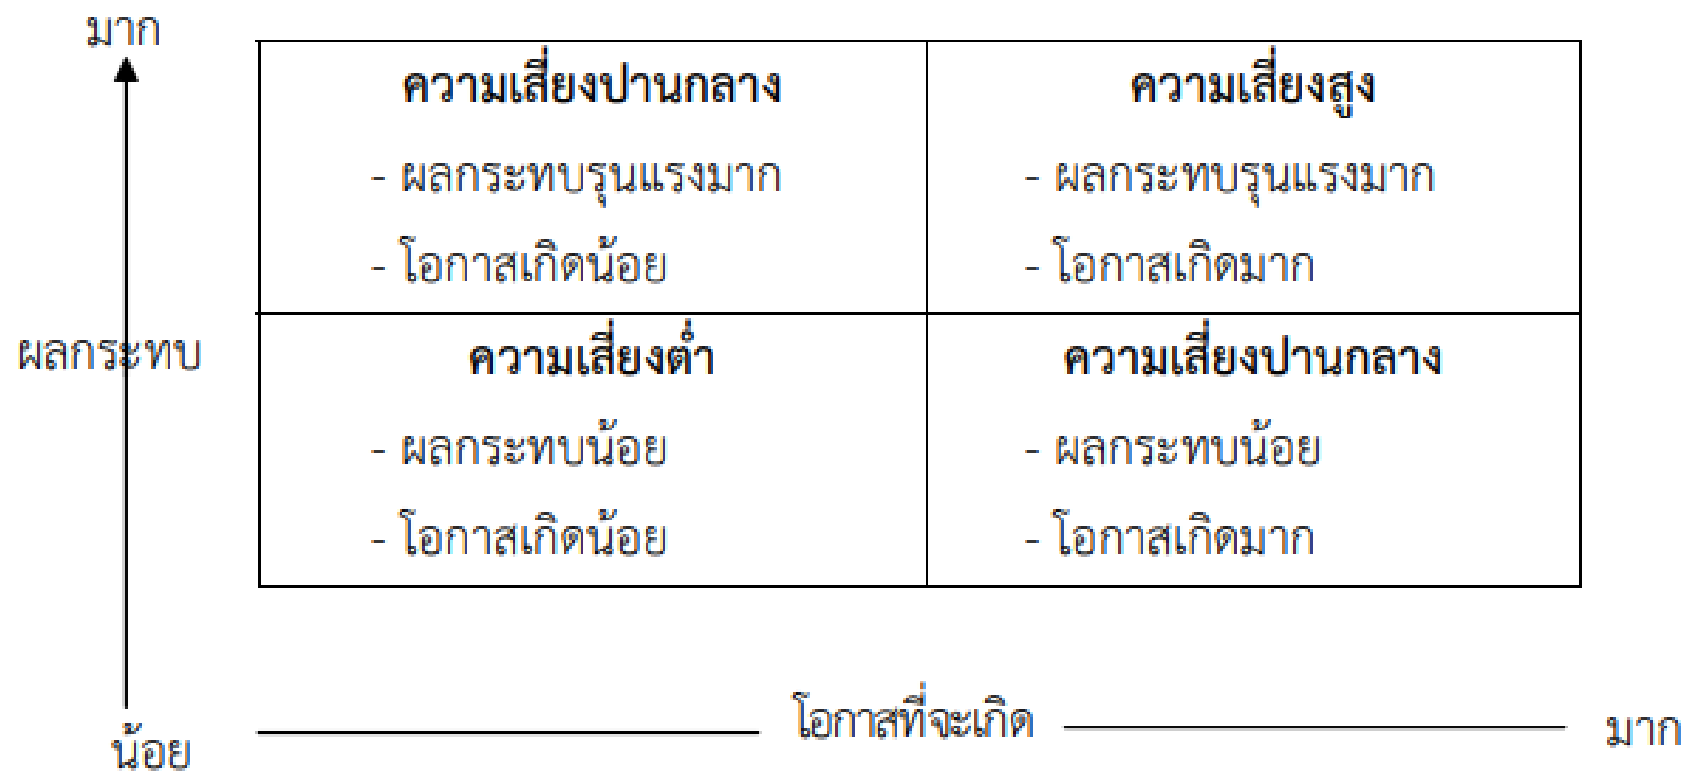 มาก
ความเสี่ยงปานกลาง
- ผลกระทบรุนแรงมาก
- โอกาสเกิดน้อย
ความเสี่ยงสูง
- ผลกระทบรุนแรงมาก
- โอกาสเกิดมาก
ผลกระทบ
ความเสี่ยงต่ำ
- ผลกระทบน้อย
- โอกาสเกิดน้อย
ความเสี่ยงปานกลาง
- ผลกระทบน้อย
- โอกาสเกิดมาก
น้อย
โอกาสที่จะเกิด
มาก